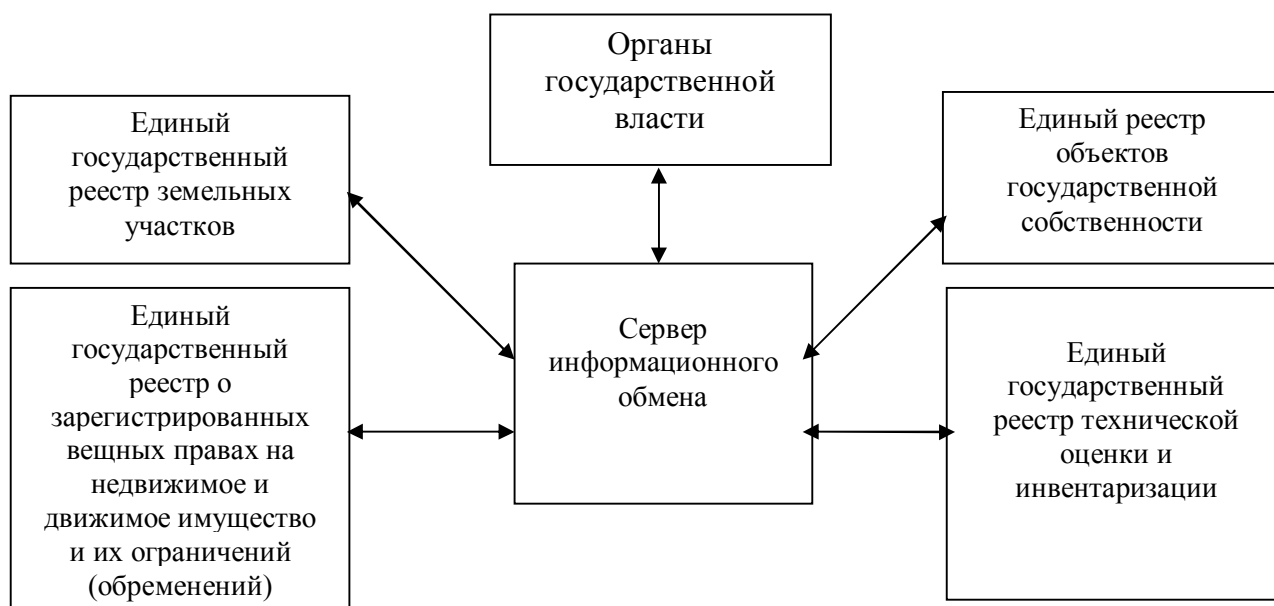 Органы
государственной
власти
Единый
государственный
реестр земельных
участков
Единый реестр
объектов
государственной
собственности
Единый
государственный
реестр о
зарегистрированных
вещных правах на
недвижимое и
движимое имущество
и их ограничений
(обременений)
Сервер
информационного
обмена
Единый
государственный
реестр технической
оценки и
инвентаризации